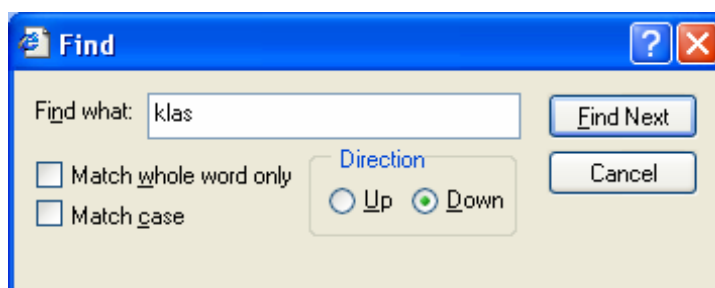 Find
Find what: klas Find Next
Match whole word only Direction Cancel
Match case Up Down